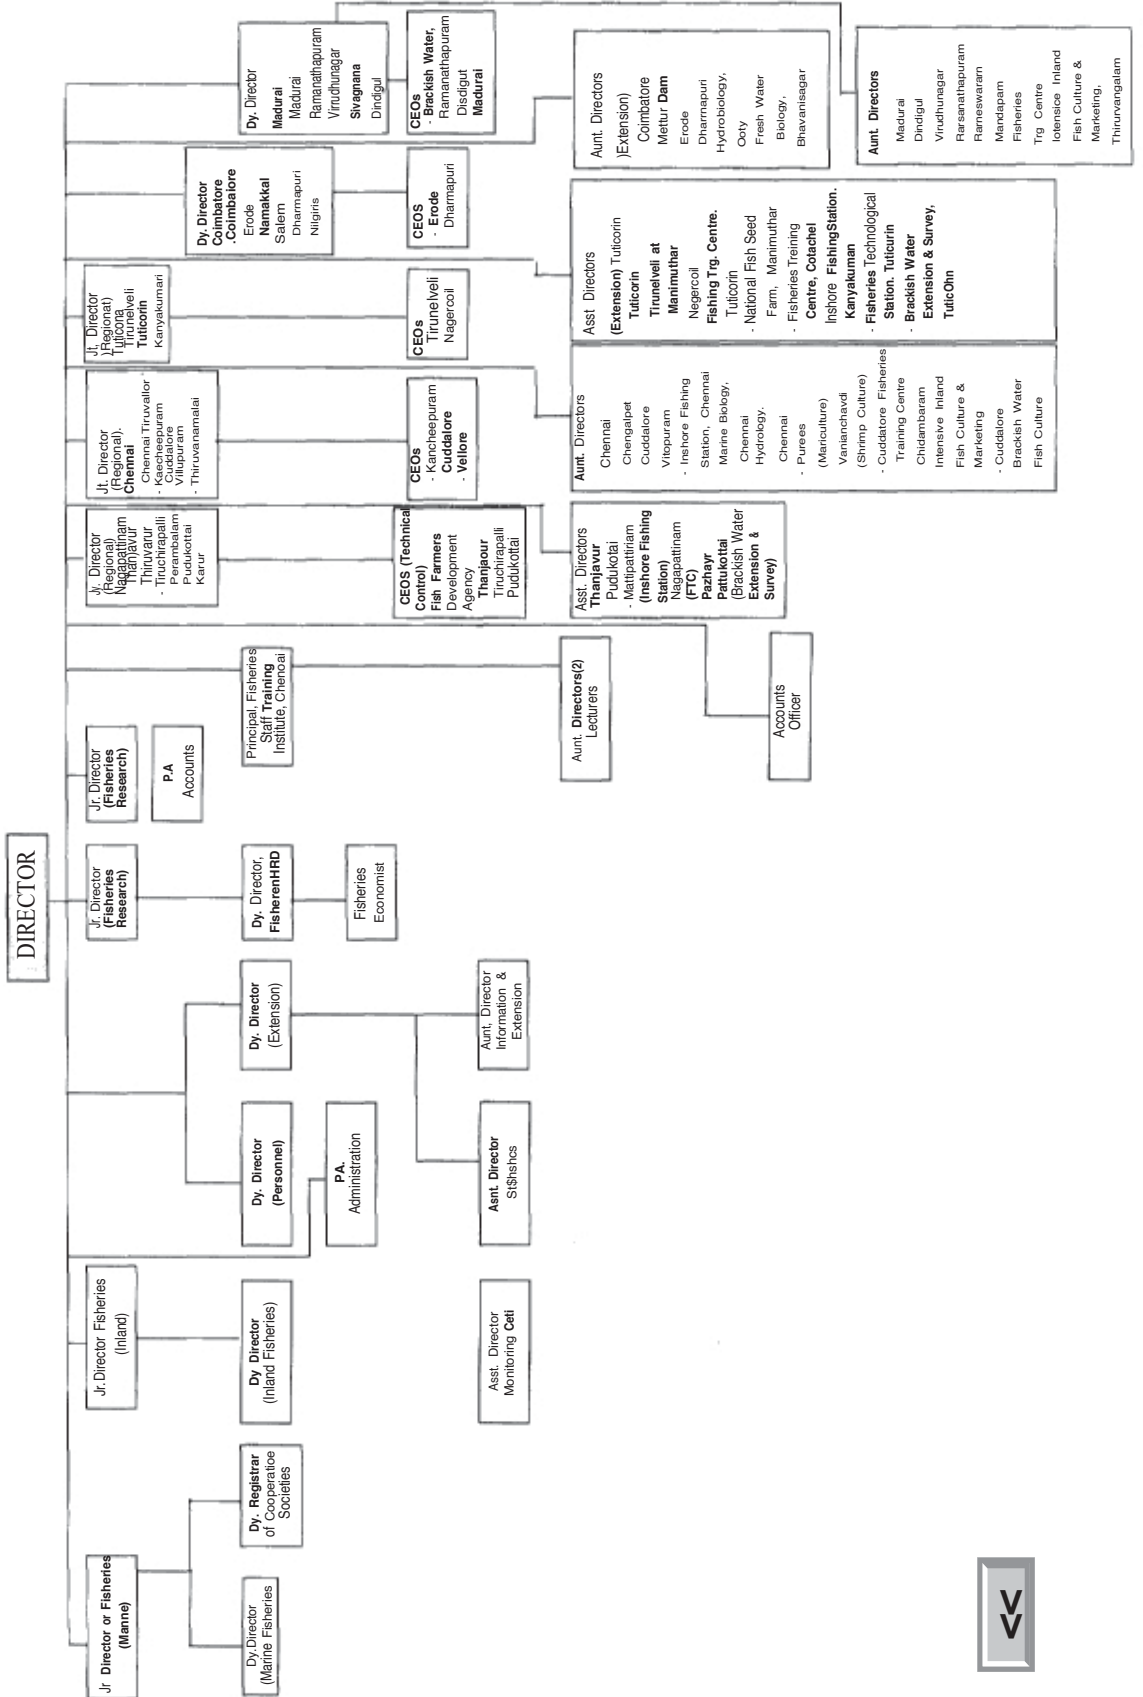 DIRECTOR
Jr Director or Fisheries
(Manne)
Dy.Director
(Marine Fisheries)
Dy. Registrar
of Cooperatioe
Societies
Jr. Director Fisheries
(Inland)
Dy Director
(Inland Fisheries)
Asst. Director
Monitoring Ceti
PA.
Administration
Dy. Director
(Personnel)
Dy. Director
(Extension)
Asnt. Director
St$hshcs
Aunt, Director
Information &
Extension
Jr. Director
(Fisheries
Research)
Dy. Director,
FisherenHRD
Fisheries
Economist
Jr. Director
(Fisheries
Research)
P.A
Accounts
Principal, Fisheries
Staff Training
Institute, Chenoai
Aunt. Directors(2)
Lecturers
Accounts
Officer
Jy. Director
(Regional)
Nagapattinam
Thanjavur
Thiruvarur
- Tiruchirapalli
Perambalam
Pudukottai
Karur
CEOS (Technical
Control)
Fish Farmers
Development
Agency
Thanjaour
Tiruchirapalli
Pudukottai
Asst. Directors
Thanjavur
Pudukotai
- Mattipattiriam
(Inshore Fishing
Station)
Nagapattinam
(FTC)
Pazhayr
Pattukottai
(Brackish Water
Extension &
Survey)
Jt. Director
(Regional).
Chennai
Chennai Tiruvallor
- Kaecheepuram
Cuddalore
Villupuram
- Thiruvanamalai
CEOs
- Kancheepuram
Cuddalore
- Vellore
Aunt. Directors
Chennai
Chengalpet
Cuddalore
Vitopuram
- Inshore Fishing
Station, Chennai
Marine Biology,
Chennai
Hydrology.
Chennai
- Purees
(Mariculture)
Vanianchavdi
(Shrimp Culture)
- Cuddatore Fisheries
Training Centre
Chidambaram
Intensive Inland
Fish Culture &
Marketing
- Cuddalore
Brackish Water
Fish Culture
Jt, Director
)Regionat)
Tuticona
Tirunelveli
Tuticorin
Kanyakumari
CEOs
Tirunelveli
Nagercoil
Asst Directors
(Extension) Tuticorin
Tuticorin
Tirunelveli at
Manimuthar
Negercoil
Fishing Trg. Centre.
Tuticorin
- National Fish Seed
Farm, Manimuthar
- Fisheries Treining
Centre, Cotachel
Inshore FishingStation.
Kanyakuman
- Fisheries Technological
Station. Tuticurin
- Brackish Water
Extension & Survey,
TuticOhn
Dy. Director
Coimbatore
.Coimbaiore
Erode
Namakkal
Salem
Dharmapuri
Nilgiris
CEOS
- Erode
Dharmapuri
Aunt. Directors
)Extension)
Coimbatore
Mettur Dam
Erode
Dharmapuri
Hydrobiology,
Ooty
Fresh Water
Biology,
Bhavanisagar
Dy. Director
Madurai
Madurai
Ramanathapuram
Virudhunagar
Sivagnana
Dindigul
CEOs
- Brackish Water,
Ramanathapuram
Disdigut
Madurai
Aunt. Directors
Madurai
Dindigul
Virudhunagar
Rarsanathapuram
Rameswaram
Mandapam
Fisheries
Trg Centre
Iotensice Inland
Fish Culture &
Marketing,
Thirurvangalam
VV